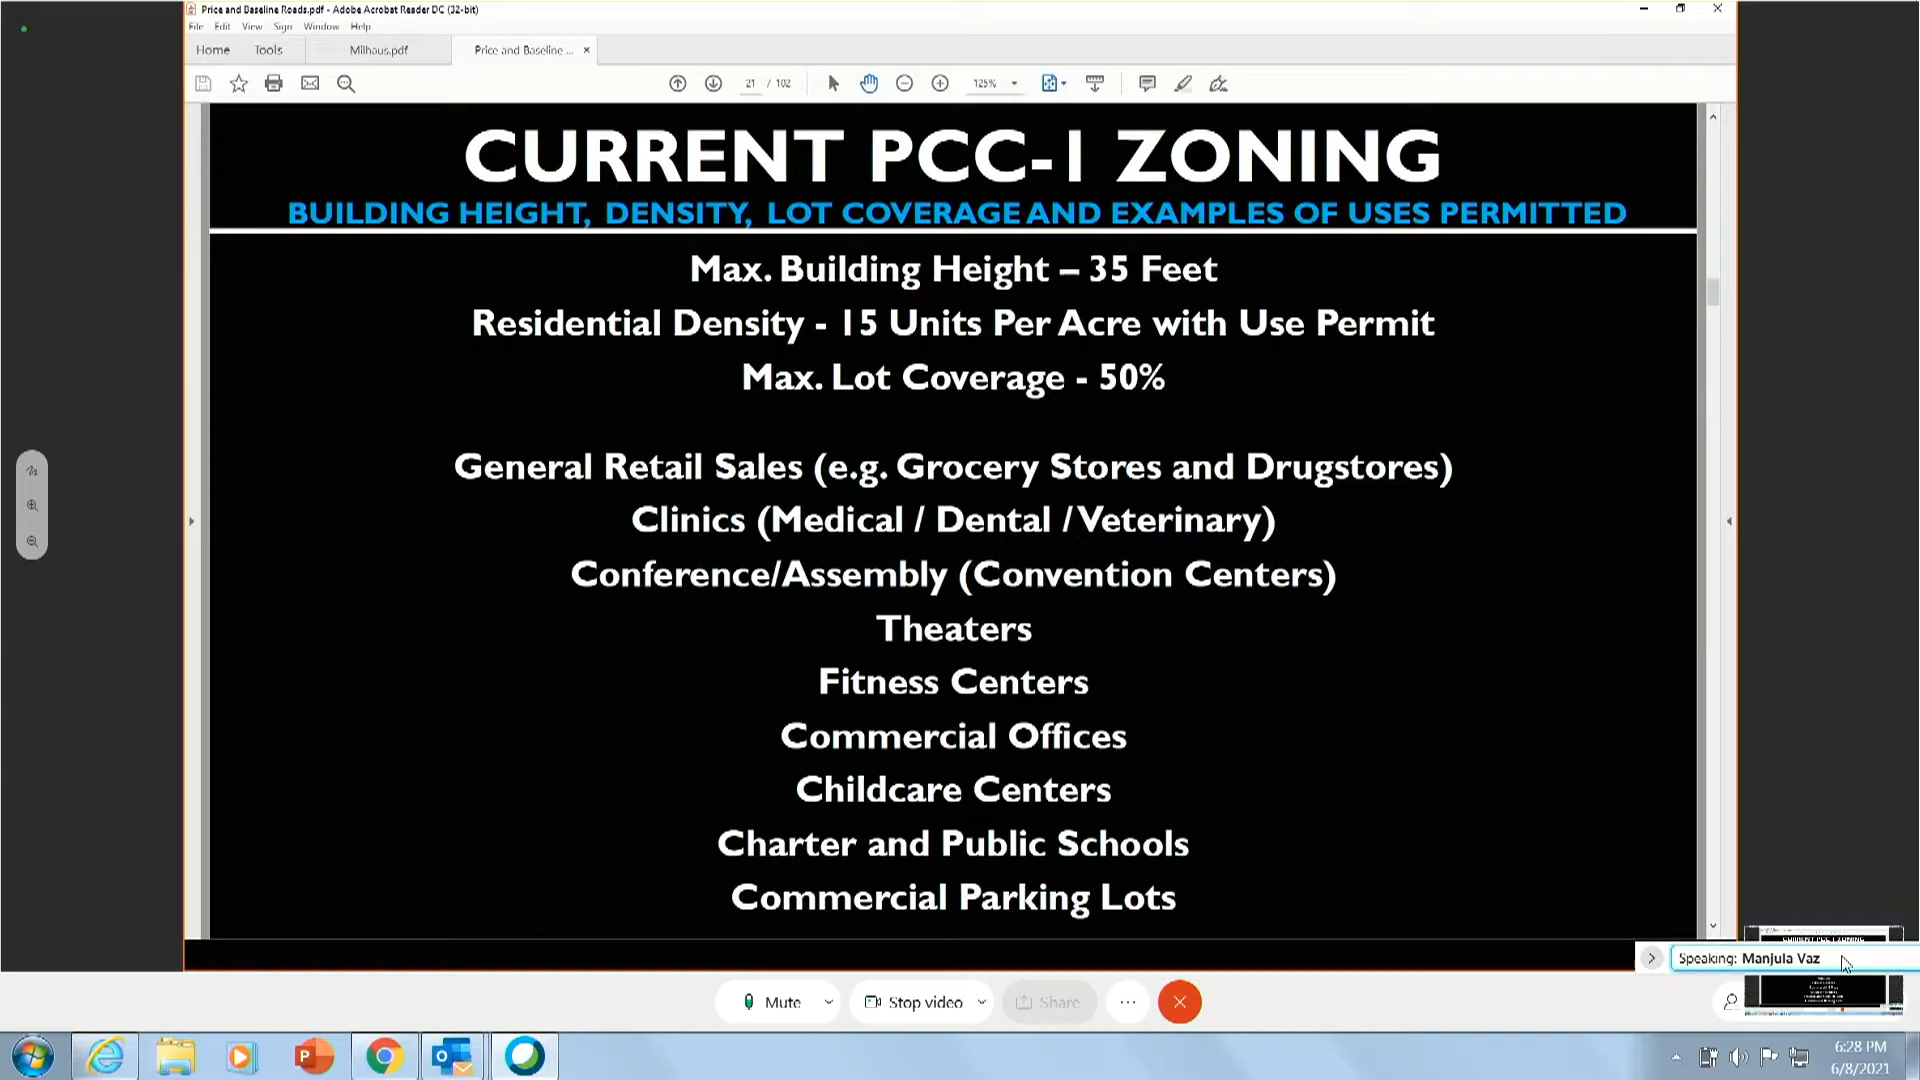 Price and Baseline Roads.pdf - Adobe Acrobat Reader DC (32-bit)
File Edit View Sign Window Help
Home Tools Milhaus.pdf Price and Baseline ... ×
21 / 102 125%
CURRENT PCC-1 ZONING
BUILDING HEIGHT, DENSITY, LOT COVERAGE AND EXAMPLES OF USES PERMITTED
Max. Building Height – 35 Feet
Residential Density - 15 Units Per Acre with Use Permit
Max. Lot Coverage - 50%
General Retail Sales (e.g. Grocery Stores and Drugstores)
Clinics (Medical / Dental / Veterinary)
Conference/Assembly (Convention Centers)
Theaters
Fitness Centers
Commercial Offices
Childcare Centers
Charter and Public Schools
Commercial Parking Lots
CURRENT PCC-1 ZONING
Speaking: Manjula Vaz
Mute Stop video Share
6:28 PM
6/8/2021